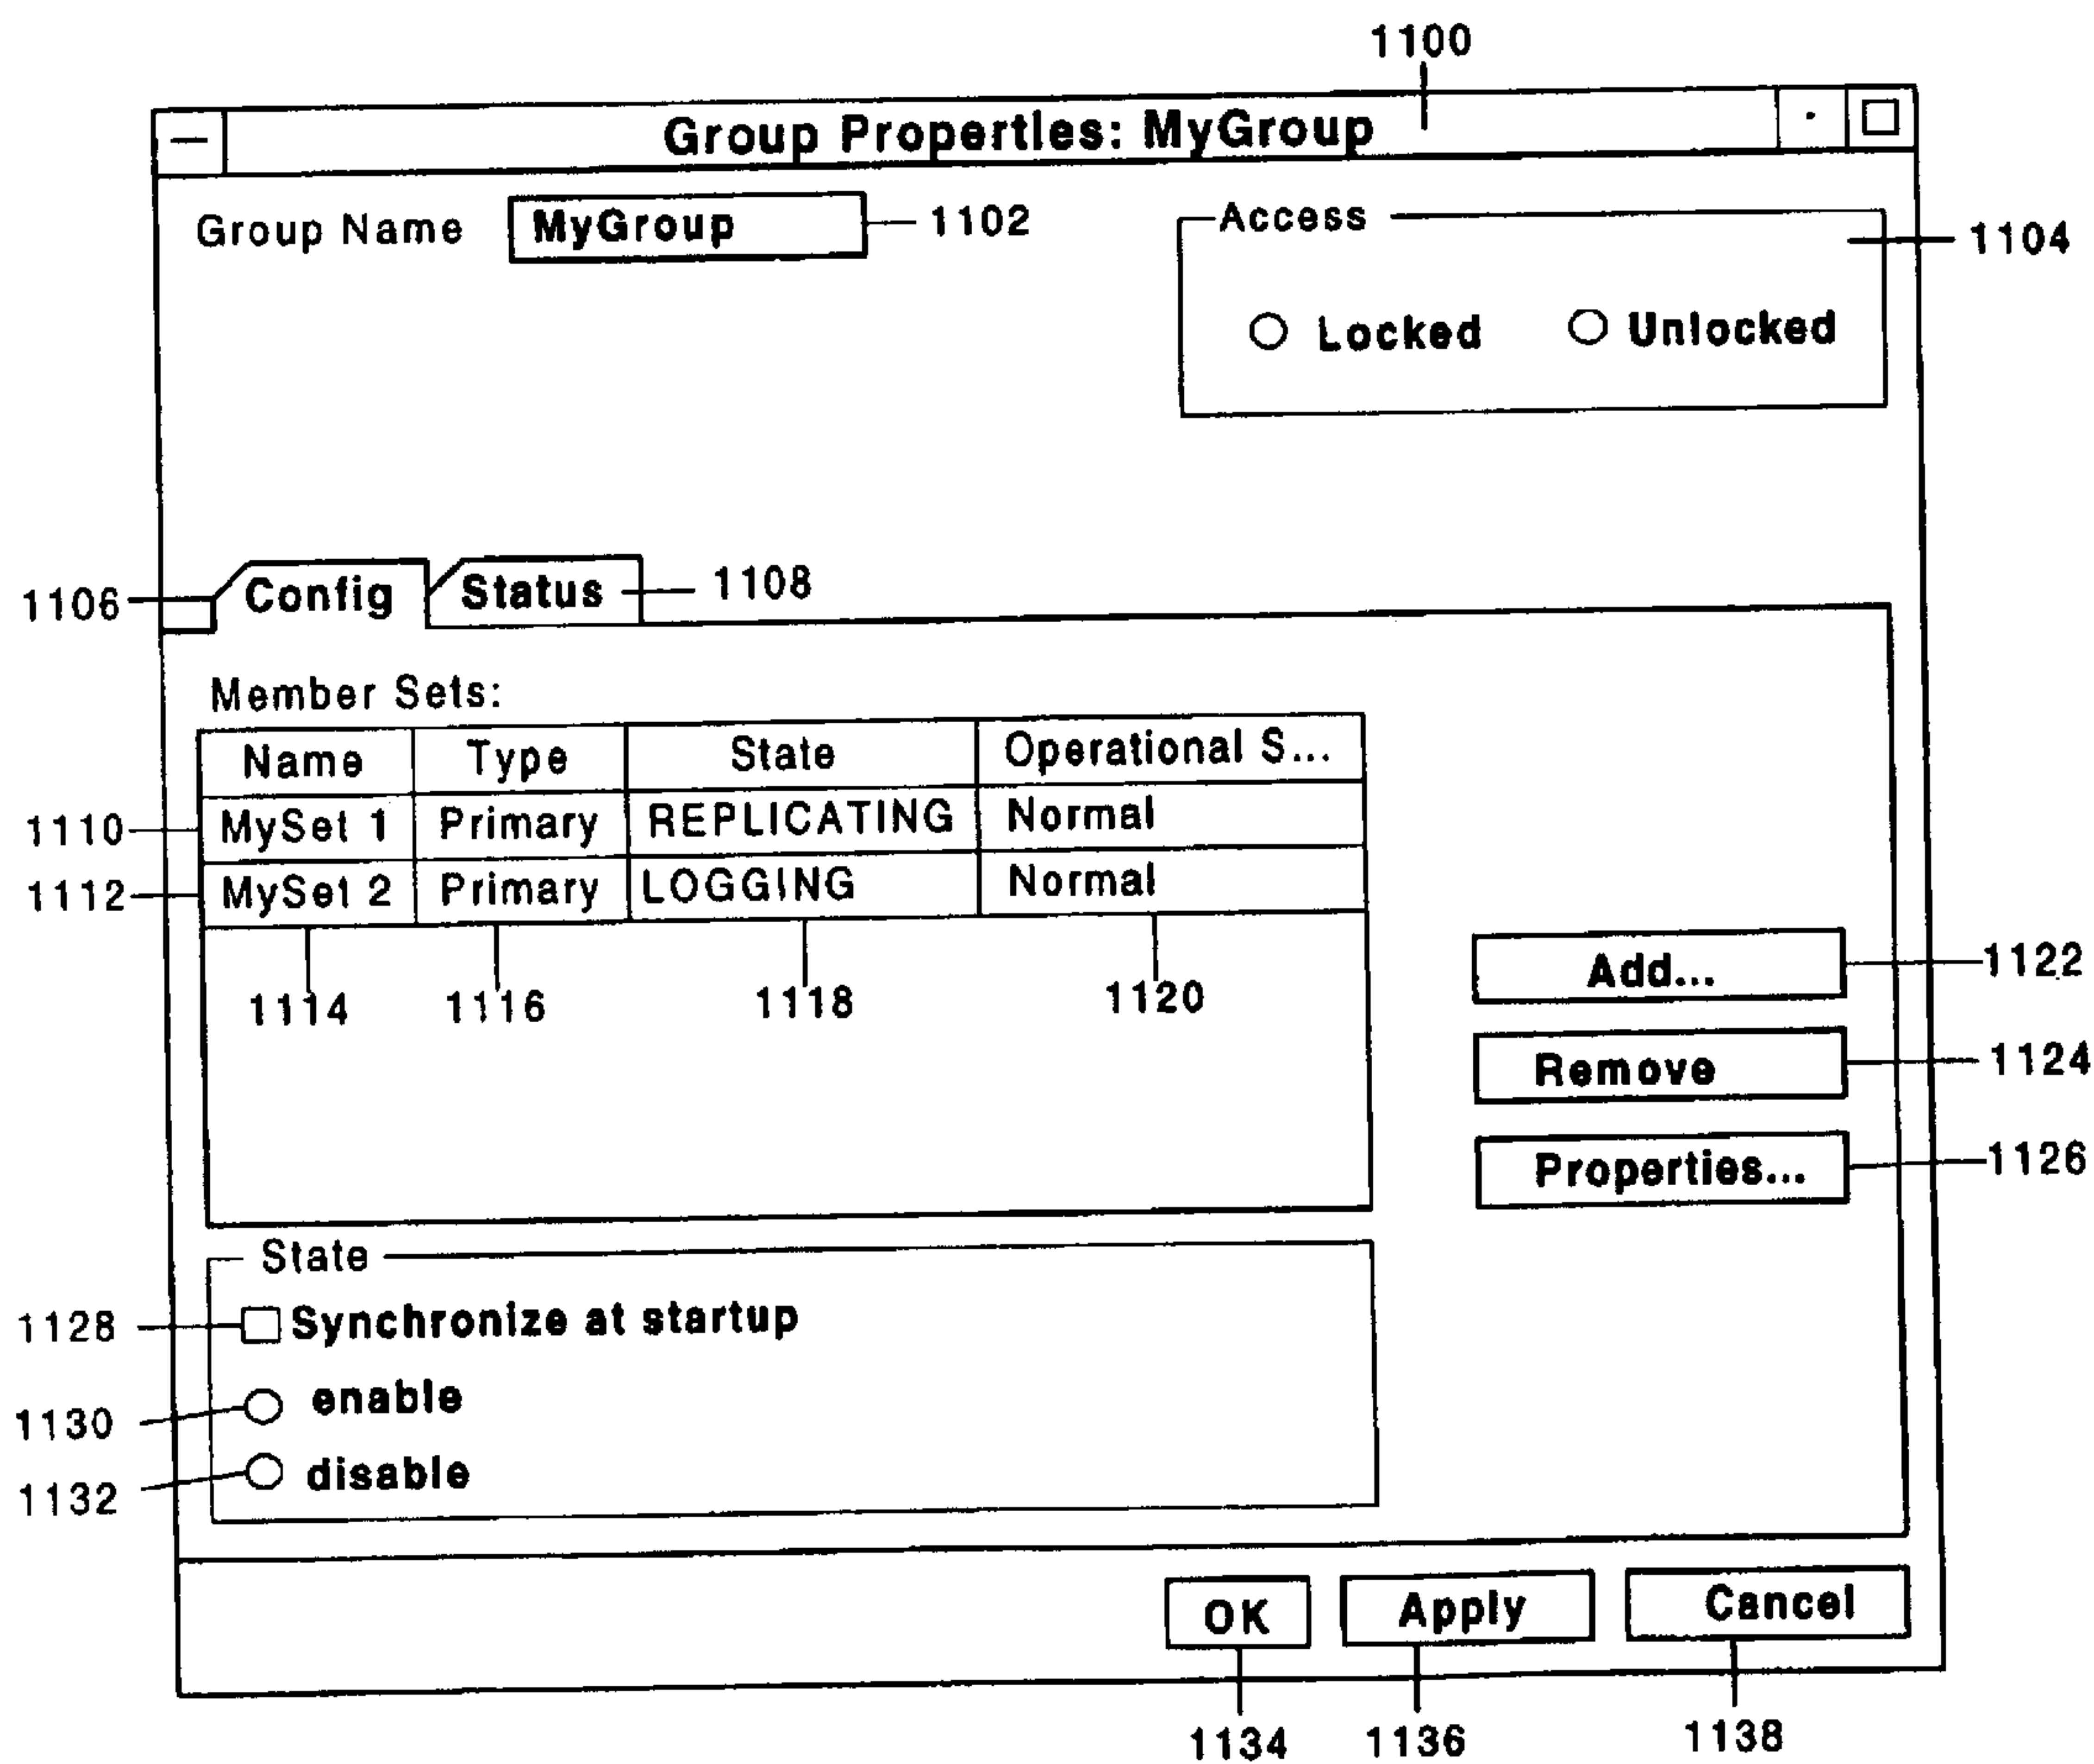 1100
Group Properties: MyGroup
Group Name MyGroup 1102
Access 1104
Locked Unlocked
1106 Config Status 1108
Member Sets:
Name Type State Operational S...
1110 MySet 1 Primary REPLICATING Normal
1112 MySet 2 Primary LOGGING Normal
1114 1116 1118 1120
Add... 1122
Remove 1124
Properties... 1126
State
1128 Synchronize at startup
1130 enable
1132 disable
OK Apply Cancel
1134 1136 1138